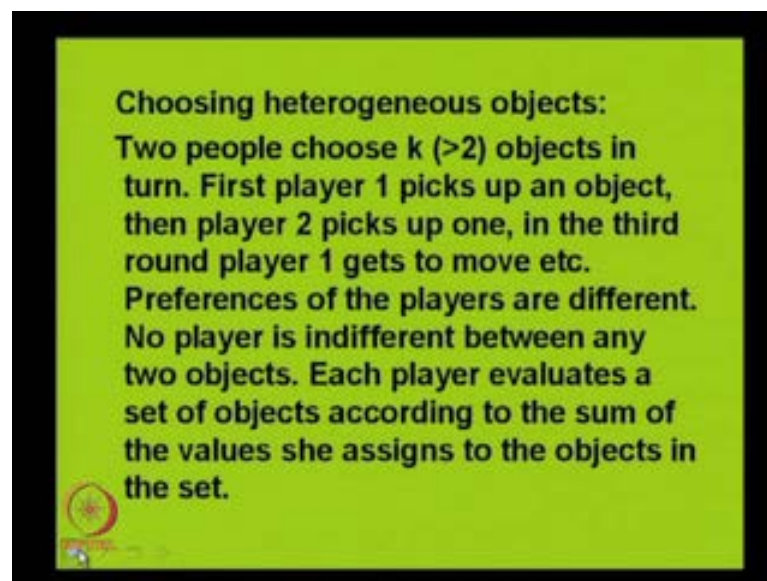 Choosing heterogeneous objects:
Two people choose k (>2) objects in
turn. First player 1 picks up an object,
then player 2 picks up one, in the third
round player 1 gets to move etc.
Preferences of the players are different.
No player is indifferent between any
two objects. Each player evaluates a
set of objects according to the sum of
the values she assigns to the objects in
the set.